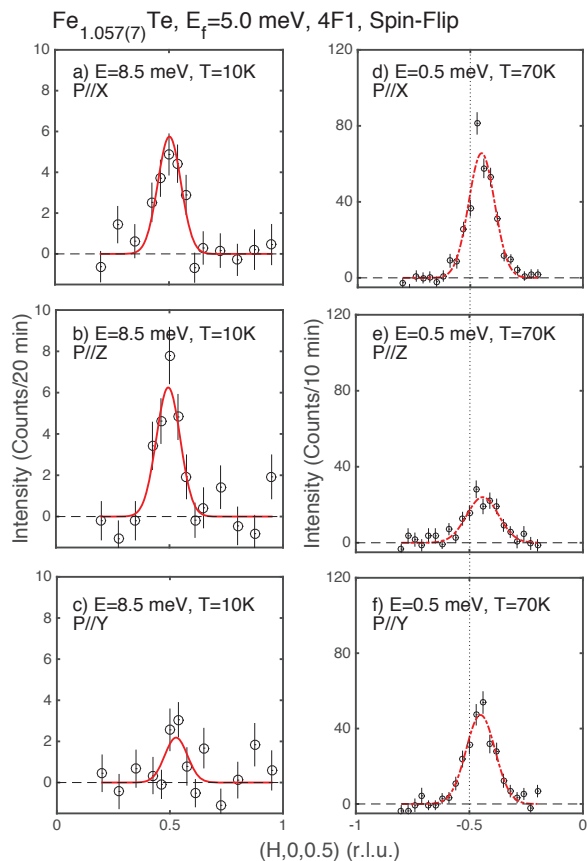 Fe1.057(7)Te, Ef=5.0 meV, 4F1, Spin-Flip
a) E=8.5 meV, T=10K
P//X
10
8
6
4
2
0
d) E=0.5 meV, T=70K
P//X
120
80
40
0
b) E=8.5 meV, T=10K
P//Z
10
8
6
4
2
0
e) E=0.5 meV, T=70K
P//Z
120
80
40
0
Intensity (Counts/20 min)
Intensity (Counts/10 min)
c) E=8.5 meV, T=10K
P//Y
10
8
6
4
2
0
f) E=0.5 meV, T=70K
P//Y
120
80
40
0
0 0.5 1
-1 -0.5 0
(H,0,0.5) (r.l.u.)